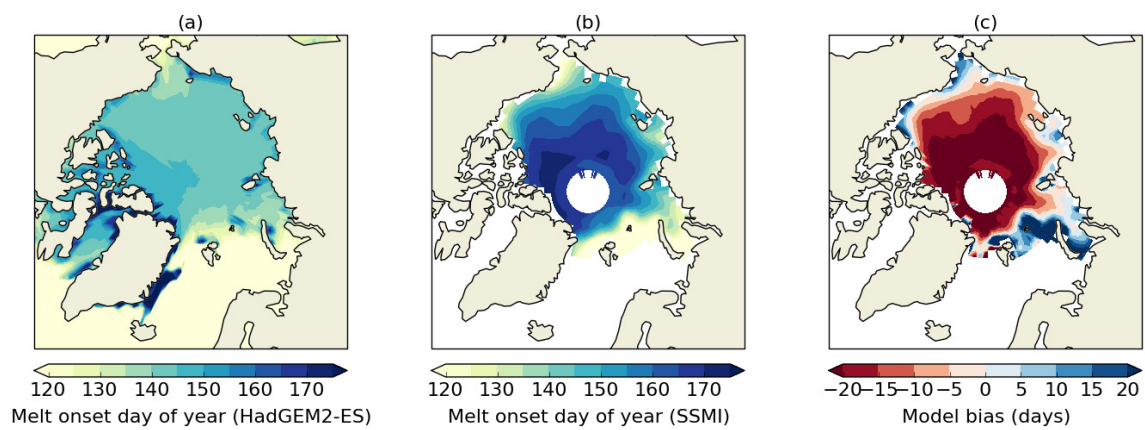 (a)
(b)
(c)
120 130 140 150 160 170
120 130 140 150 160 170
−20−15−10−5 0 5 10 15 20
Melt onset day of year (HadGEM2-ES)
Melt onset day of year (SSMI)
Model bias (days)